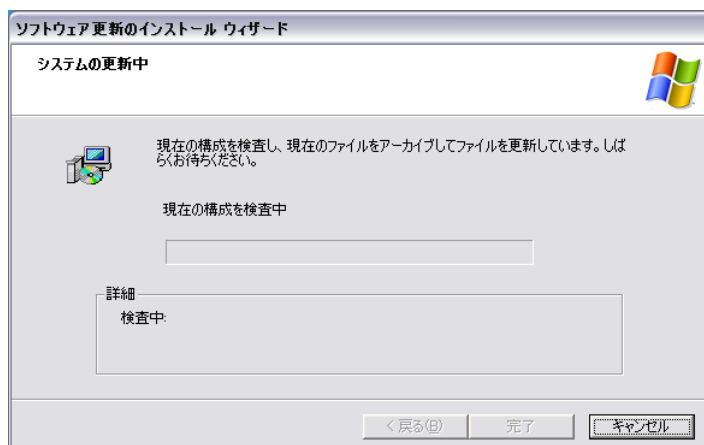 ソフトウェア更新のインストール ウィザード
システムの更新中
現在の構成を検査し、現在のファイルをアーカイブしてファイルを更新しています。しば
らくお待ちください。
現在の構成を検査中
詳細
検査中:
< 戻る(B)
完了
キャンセル